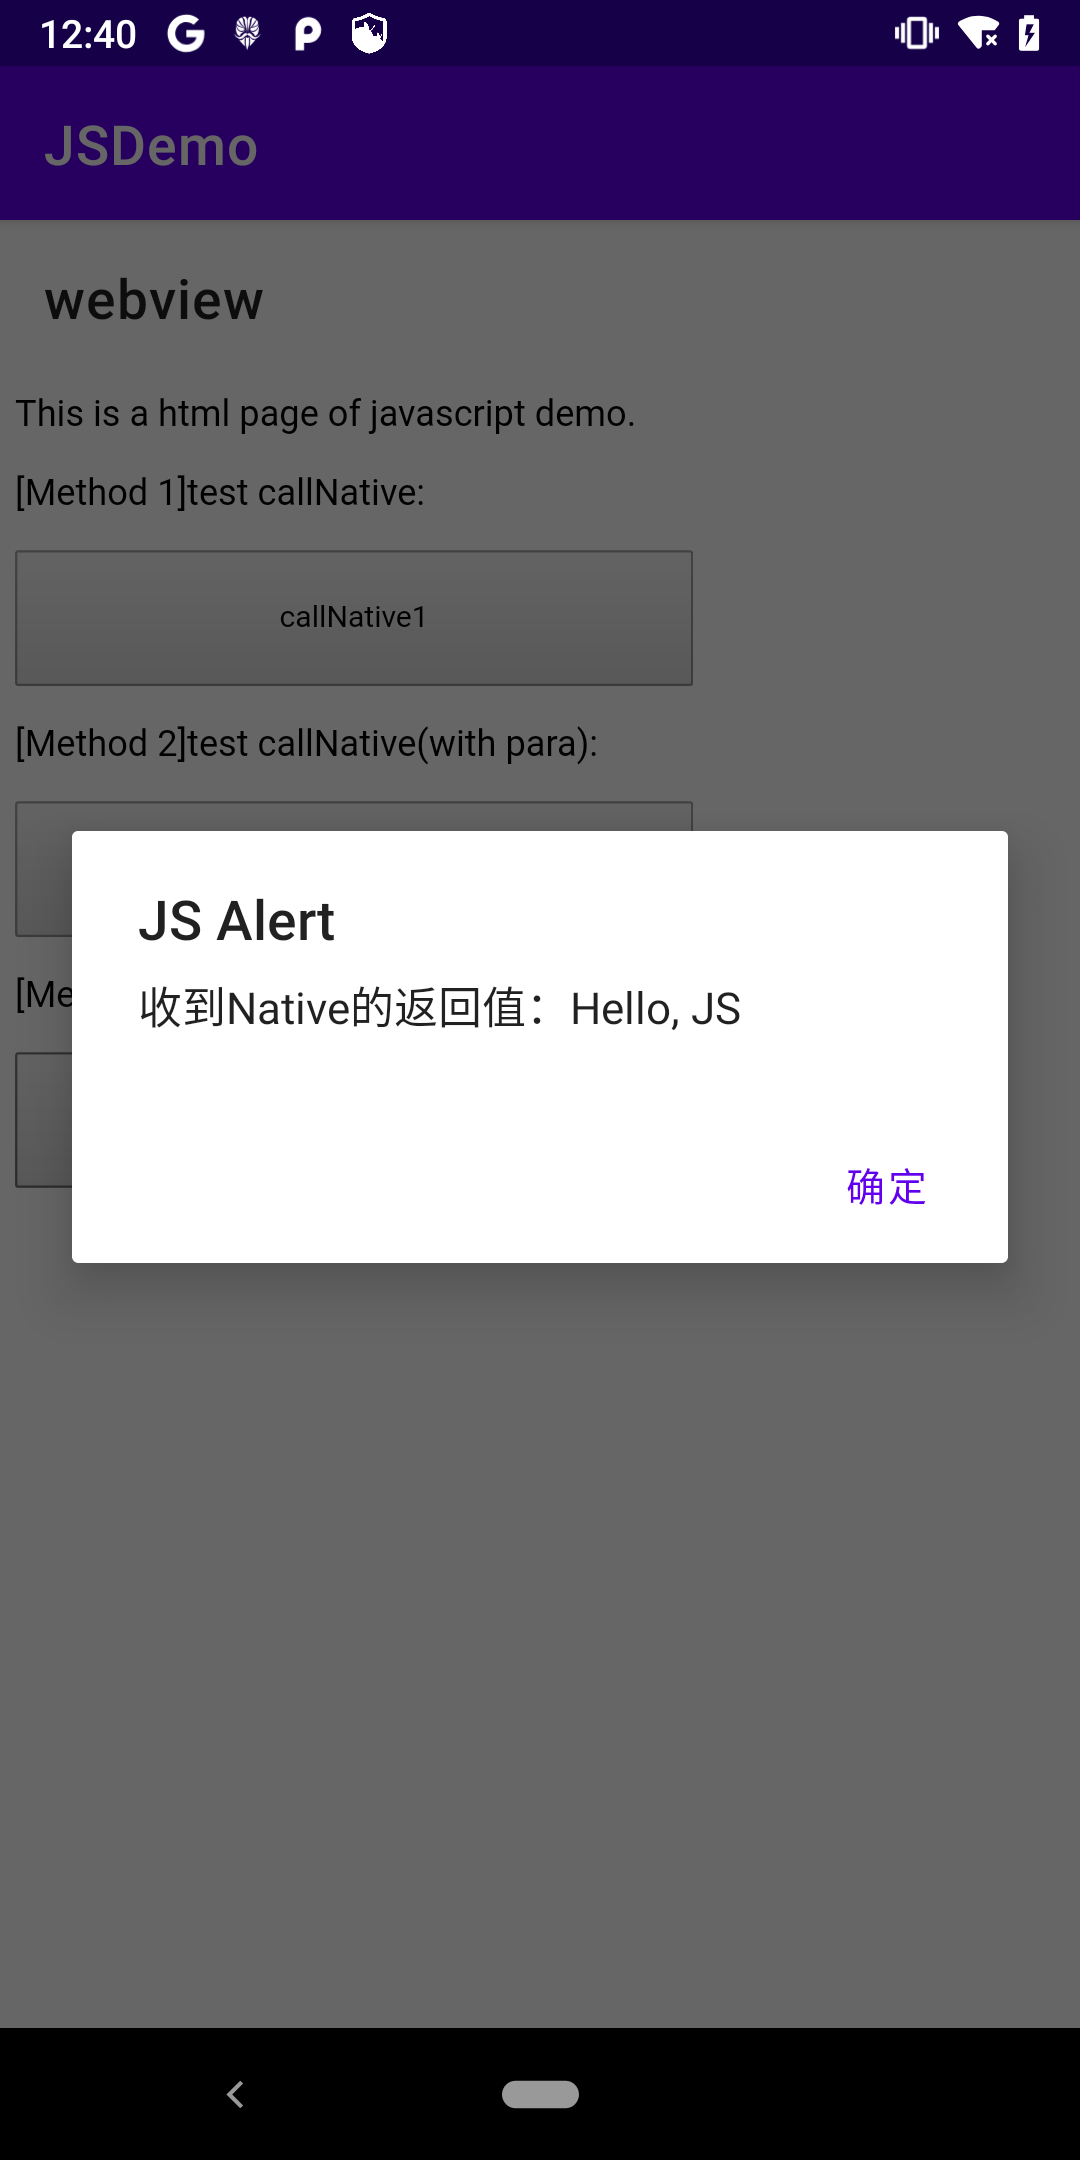 12:40
JSDemo
webview
This is a html page of javascript demo.
[Method 1]test callNative:
callNative1
[Method 2]test callNative(with para):
[Me
JS Alert
收到Native的返回值：Hello, JS
确定